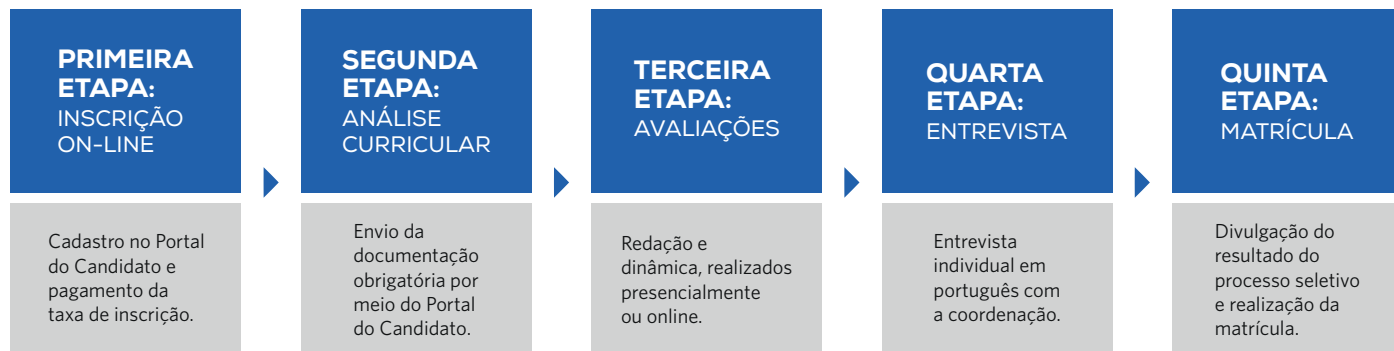 PRIMEIRA
ETAPA:
INSCRIÇÃO
ON-LINE
Cadastro no Portal
do Candidato e
pagamento da
taxa de inscrição.
SEGUNDA
ETAPA:
ANÁLISE
CURRICULAR
Envio da
documentação
obrigatória por
meio do Portal
do Candidato.
TERCEIRA
ETAPA:
AVALIAÇÕES
Redação e
dinâmica, realizados
presencialmente
ou online.
QUARTA
ETAPA:
ENTREVISTA
Entrevista
individual em
português com
a coordenação.
QUINTA
ETAPA:
MATRÍCULA
Divulgação do
resultado do
processo seletivo
e realização da
matrícula.